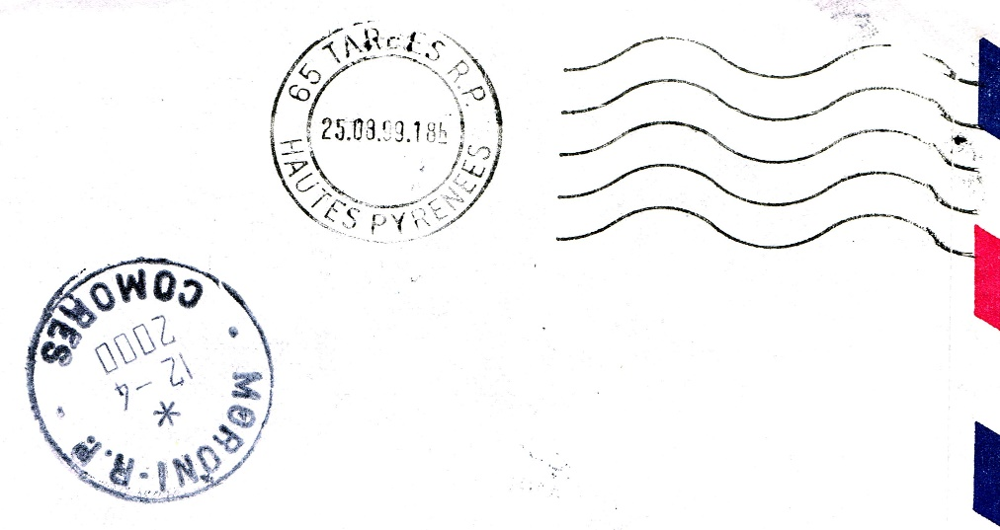 65 TARBES R.P.
25.08.99.18h
HAUTES PYRENEES
MORONI-R.P.
*
12 - 4
2000
COMORES